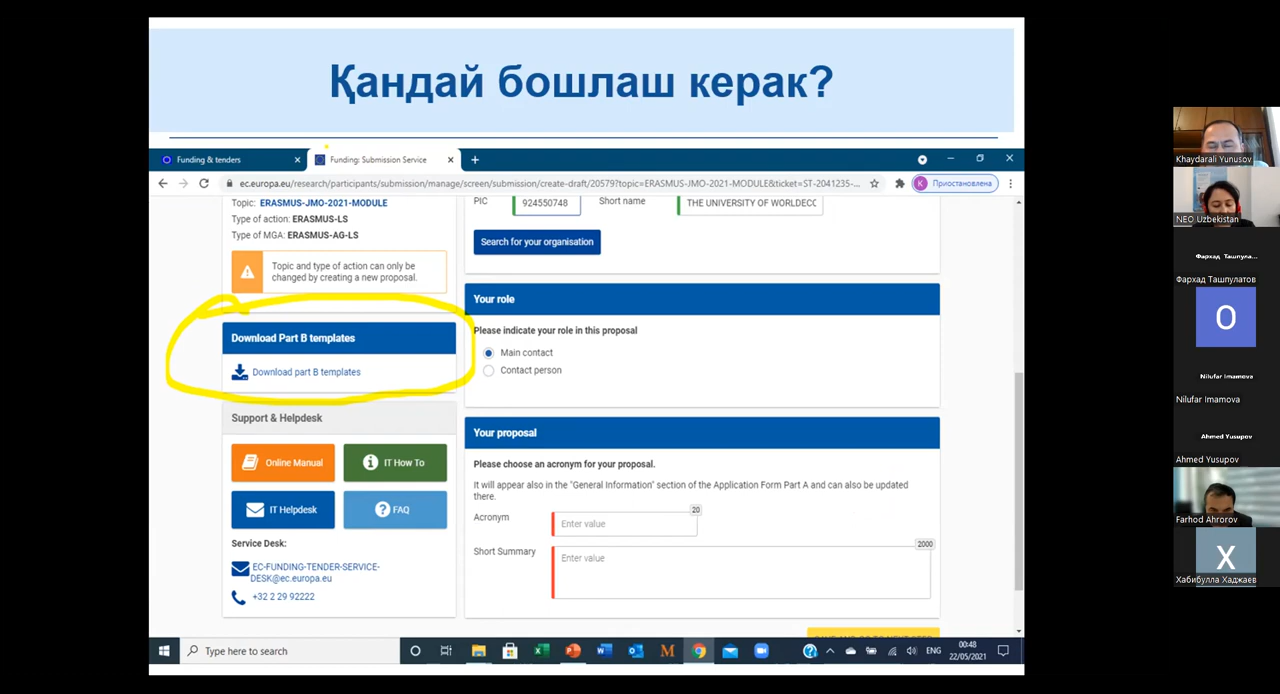 Қандай бошлаш керак?
Funding & tenders
Funding: Submission Service
ec.europa.eu/research/participants/submission/manage/screen/submission/create-draft/20579?topic=ERASMUS-JMO-2021-MODULE&ticket=ST-2041235-...
Приостановлена
Topic: ERASMUS-JMO-2021-MODULE
Type of action: ERASMUS-LS
Type of MGA: ERASMUS-AG-LS
Topic and type of action can only
be changed by creating a new proposal.
Download Part B templates
Download part B templates
Support & Helpdesk
Online Manual
IT How To
IT Helpdesk
FAQ
Service Desk:
EC-FUNDING-TENDER-SERVICE-
DESK@ec.europa.eu
+32 2 29 92222
PIC
924550748
Short name
THE UNIVERSITY OF WORLDECC
Search for your organisation
Your role
Please indicate your role in this proposal
Main contact
Contact person
Your proposal
Please choose an acronym for your proposal.
It will appear also in the "General Information" section of the Application Form Part A and can also be updated
there.
Acronym
Enter value
20
Short Summary
Enter value
2000
Type here to search
ENG
00:48
22/05/2021
Khaydarali Yunusov
NEO Uzbekistan
Фархад Ташпула...
Фархад Ташпулатов
O
Nilufar Imamova
Nilufar Imamova
Ahmed Yusupov
Ahmed Yusupov
Farhod Ahrorov
X
Хабибулла Хаджаев